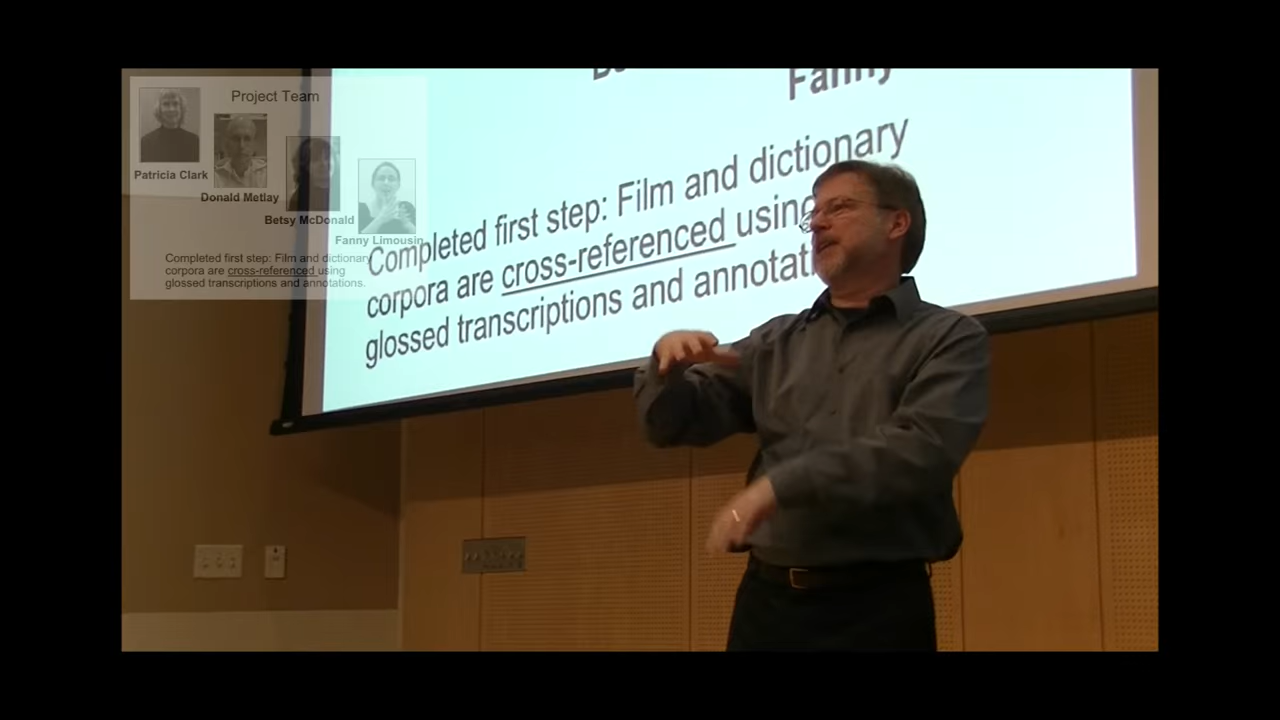 Project Team
Patricia Clark
Donald Metlay
Betsy McDonald
Fanny Limousin
Completed first step: Film and dictionary
corpora are cross-referenced using
glossed transcriptions and annotations.
Fanny
Completed first step: Film and dictionary
corpora are cross-referenced using
glossed transcriptions and